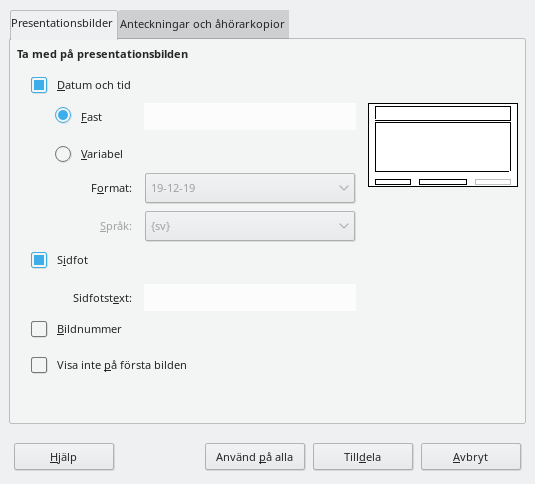 Presentationsbilder
Anteckningar och åhörarkopior
Ta med på presentationsbilden
Datum och tid
Fast
Variabel
Format:
19-12-19
Språk:
{sv}
Sidfot
Sidfotstext:
Bildnummer
Visa inte på första bilden
Hjälp
Använd på alla
Tilldela
Avbryt